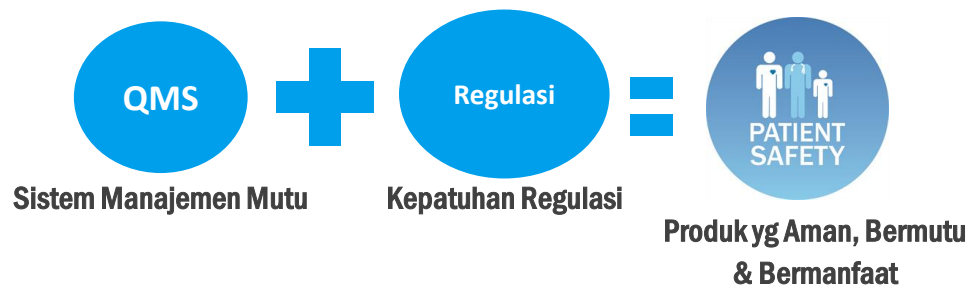 QMS
Regulasi
PATIENT
SAFETY
Sistem Manajemen Mutu
Kepatuhan Regulasi
Produk yg Aman, Bermutu
& Bermanfaat